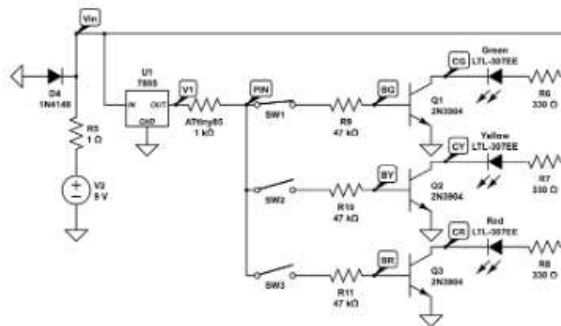 Vin
CG
Green
LTL-307EE
D4
1N4148
U1
7805
IN
OUT
GND
V1
PIN
BG
R6
330 Ω
Q1
2N3904
ATtiny85
1 kΩ
SW1
R9
47 kΩ
R5
1 Ω
CY
Yellow
LTL-307EE
BY
R7
330 Ω
Q2
2N3904
SW2
R10
47 kΩ
V2
9 V
CR
Red
LTL-307EE
BR
R8
330 Ω
Q3
2N3904
SW3
R11
47 kΩ